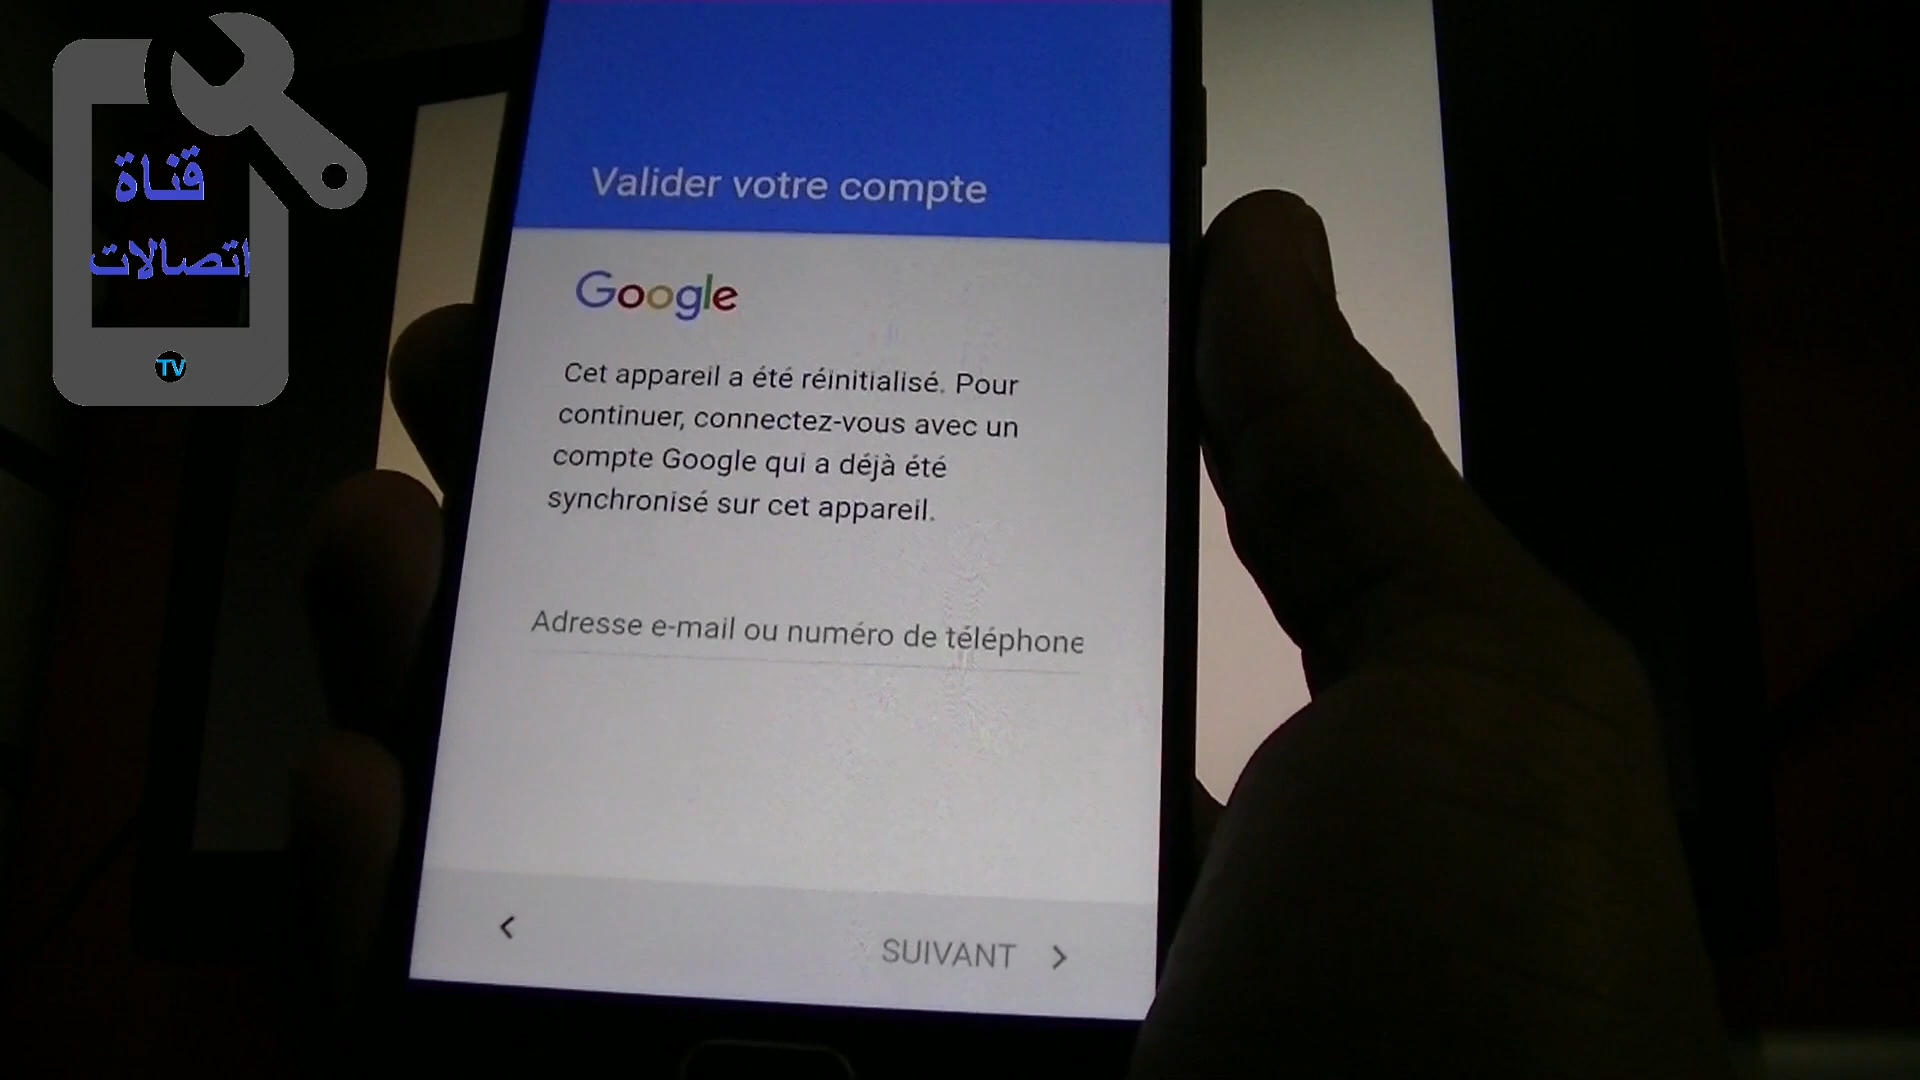 قناة
اتصالات
TV
Valider votre compte
Google
Cet appareil a été réinitialisé. Pour
continuer, connectez-vous avec un
compte Google qui a déjà été
synchronisé sur cet appareil.
Adresse e-mail ou numéro de téléphone
SUIVANT